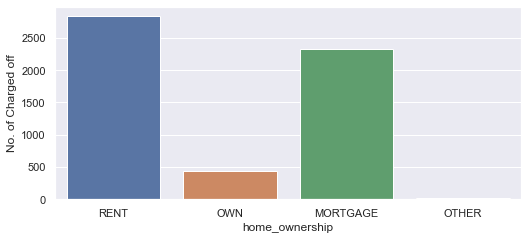 No. of Charged off
2500
2000
1500
1000
500
0
RENT OWN MORTGAGE OTHER
home_ownership